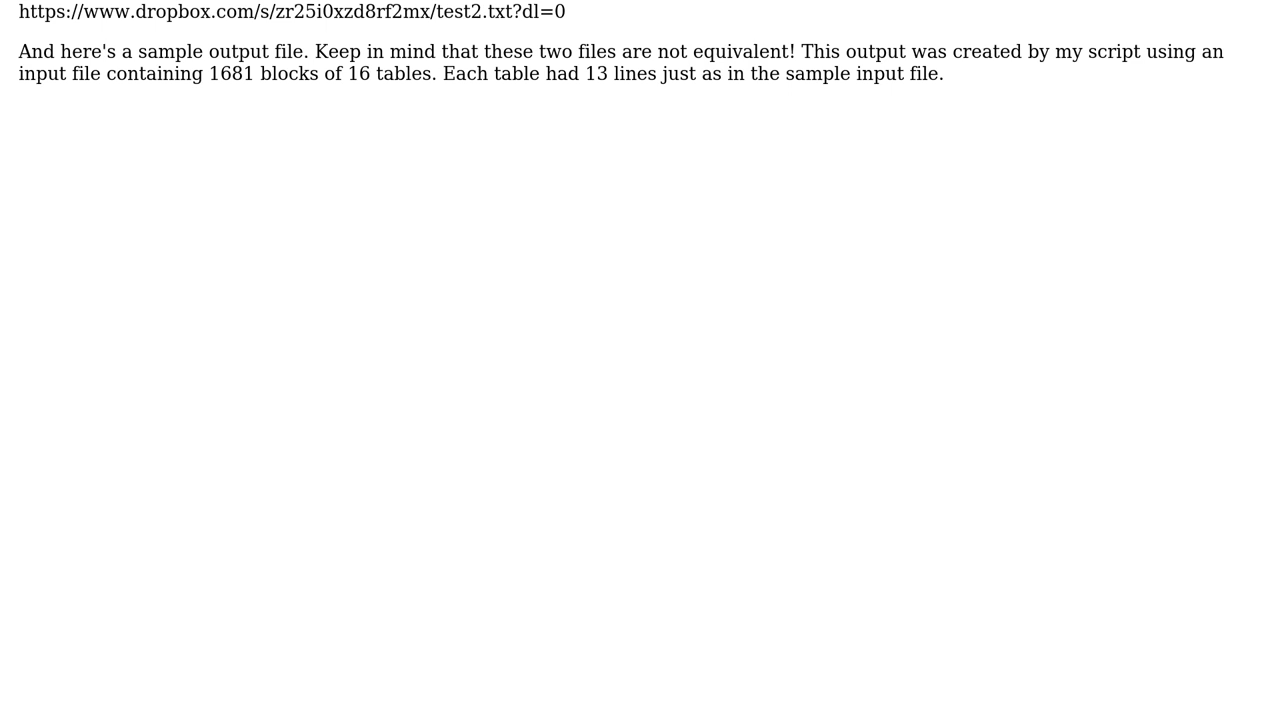 https://www.dropbox.com/s/zr25i0xzd8rf2mx/test2.txt?dl=0
And here's a sample output file. Keep in mind that these two files are not equivalent! This output was created by my script using an
input file containing 1681 blocks of 16 tables. Each table had 13 lines just as in the sample input file.